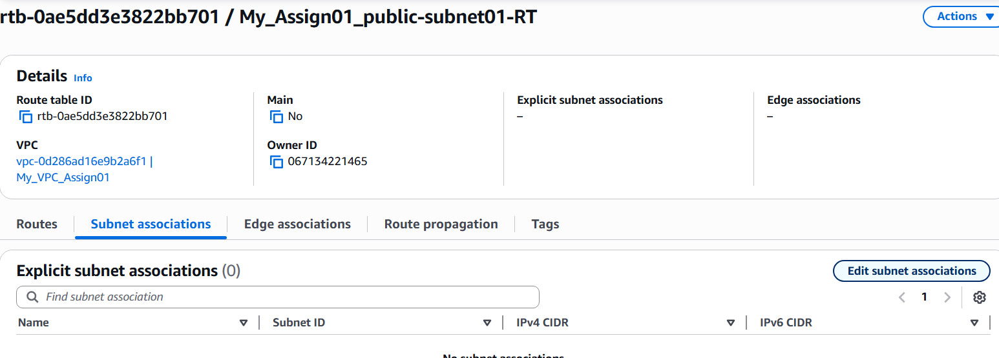 rtb-0ae5dd3e3822bb701 / My_Assign01_public-subnet01-RT
Actions
Details Info
Route table ID
rtb-0ae5dd3e3822bb701
Main
No
Explicit subnet associations
–
Edge associations
–
VPC
vpc-0d286ad16e9b2a6f1 |
My_VPC_Assign01
Owner ID
067134221465
Routes
Subnet associations
Edge associations
Route propagation
Tags
Explicit subnet associations (0)
Edit subnet associations
Find subnet association
1
Name
Subnet ID
IPv4 CIDR
IPv6 CIDR
No subnet associations